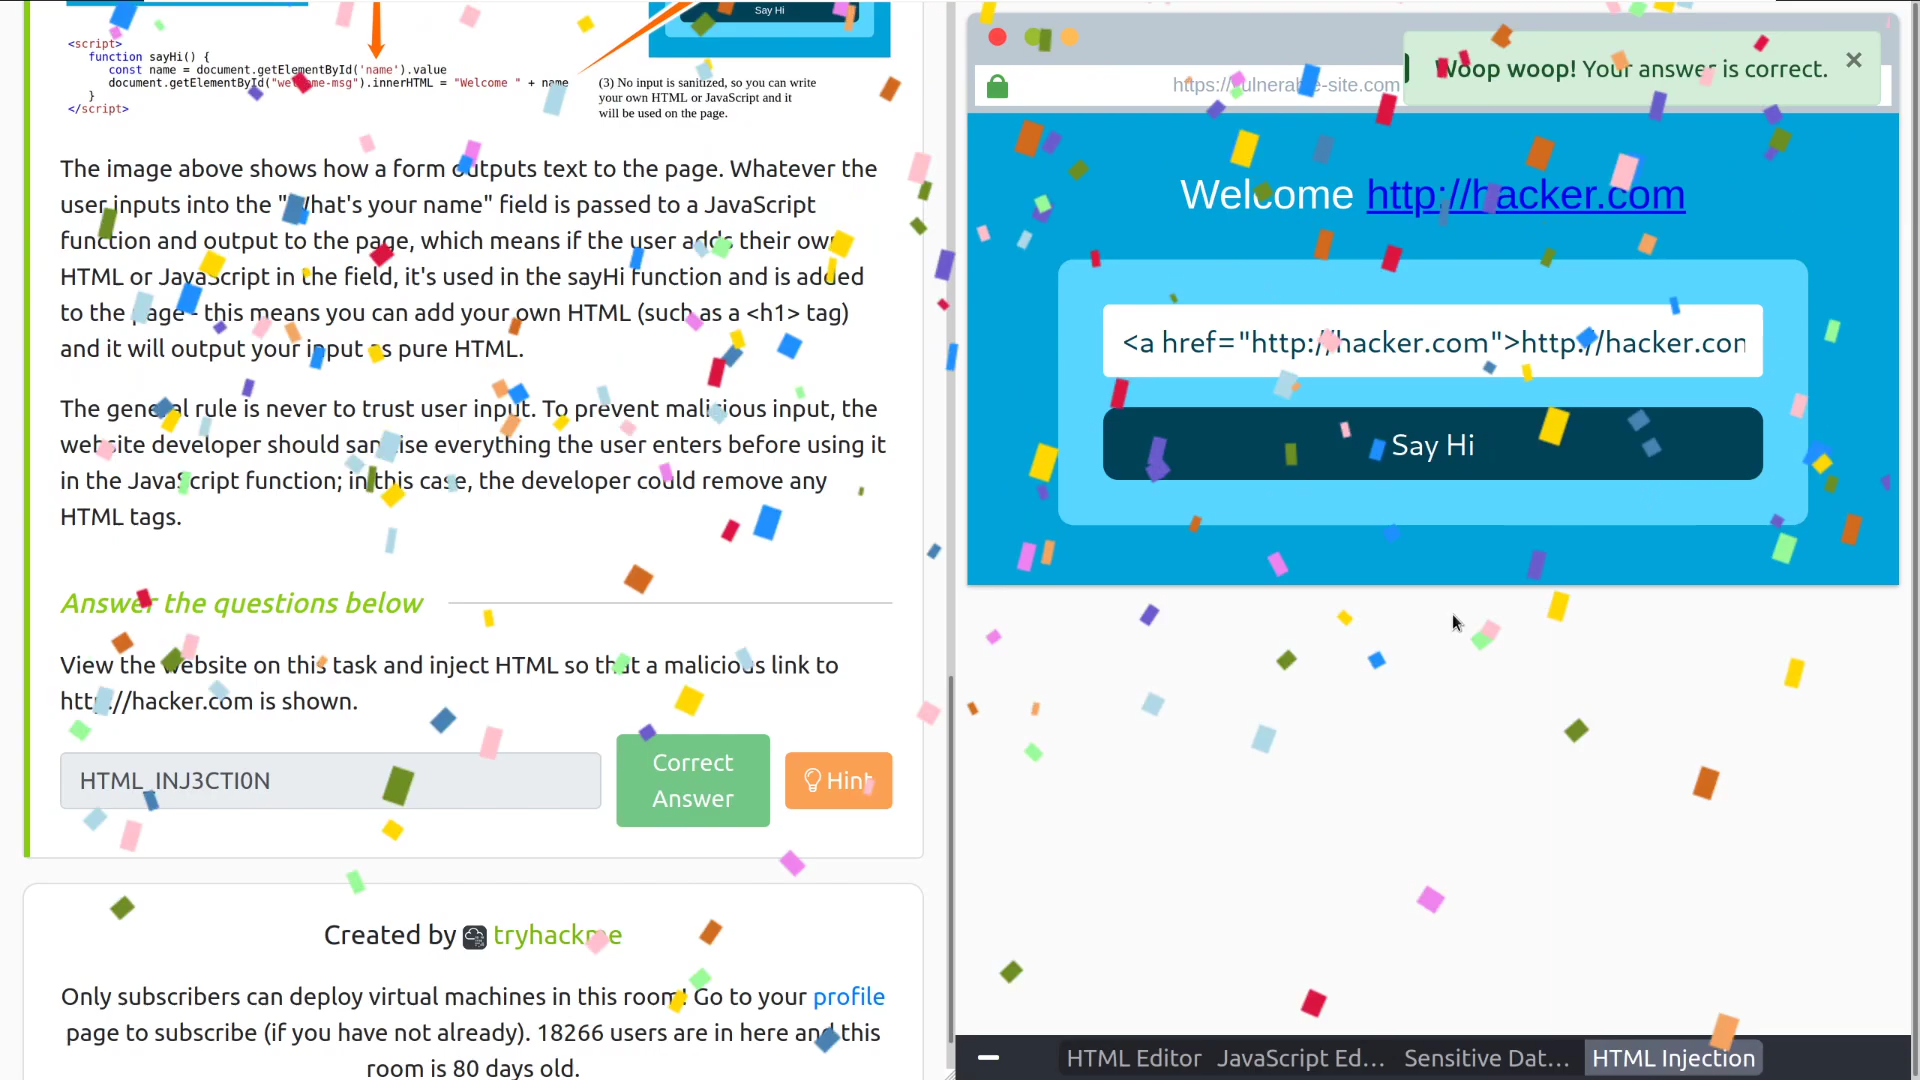 Say Hi
<script>
function sayHi() {
const name = document.getElementById('name').value
document.getElementById("welcome-msg").innerHTML = "Welcome " + name
}
</script>
(3) No input is sanitized, so you can write
your own HTML or JavaScript and it
will be used on the page.
The image above shows how a form outputs text to the page. Whatever the
user inputs into the "What's your name" field is passed to a JavaScript
function and output to the page, which means if the user adds their own
HTML or JavaScript in the field, it's used in the sayHi function and is added
to the page - this means you can add your own HTML (such as a <h1> tag)
and it will output your input as pure HTML.
The general rule is never to trust user input. To prevent malicious input, the
website developer should sanitise everything the user enters before using it
in the JavaScript function; in this case, the developer could remove any
HTML tags.
Answer the questions below
View the website on this task and inject HTML so that a malicious link to
http://hacker.com is shown.
HTML_INJ3CTI0N
Correct
Answer
Hint
Created by tryhackme
Only subscribers can deploy virtual machines in this room! Go to your profile
page to subscribe (if you have not already). 18266 users are in here and this
room is 80 days old.
https://vulnerable-site.com
Woop woop! Your answer is correct.
×
Welcome http://hacker.com
<a href="http://hacker.com">http://hacker.con
Say Hi
HTML Editor
JavaScript Ed...
Sensitive Dat...
HTML Injection